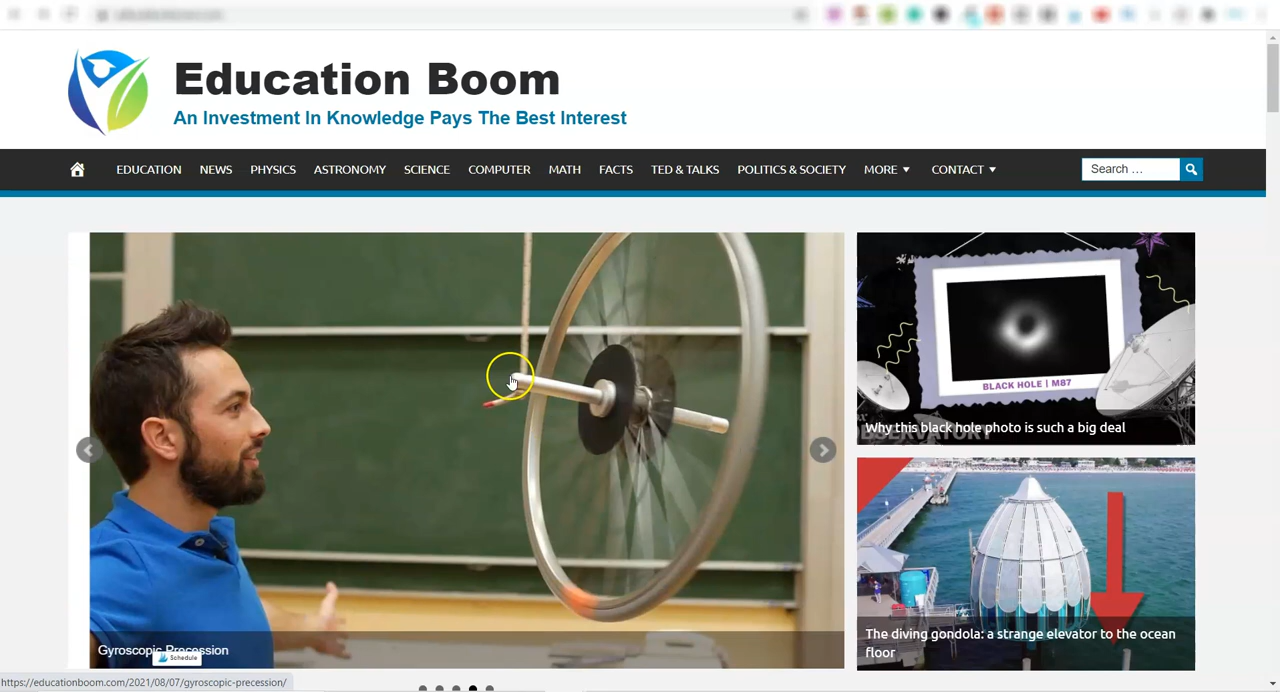 Education Boom
An Investment In Knowledge Pays The Best Interest
EDUCATION NEWS PHYSICS ASTRONOMY SCIENCE COMPUTER MATH FACTS TED & TALKS POLITICS & SOCIETY MORE CONTACT
Search ...
BLACK HOLE | M87
OBSERVATORY
Why this black hole photo is such a big deal
The diving gondola: a strange elevator to the ocean
floor
Gyroscopic Precession
Schedule
https://educationboom.com/2021/08/07/gyroscopic-precession/